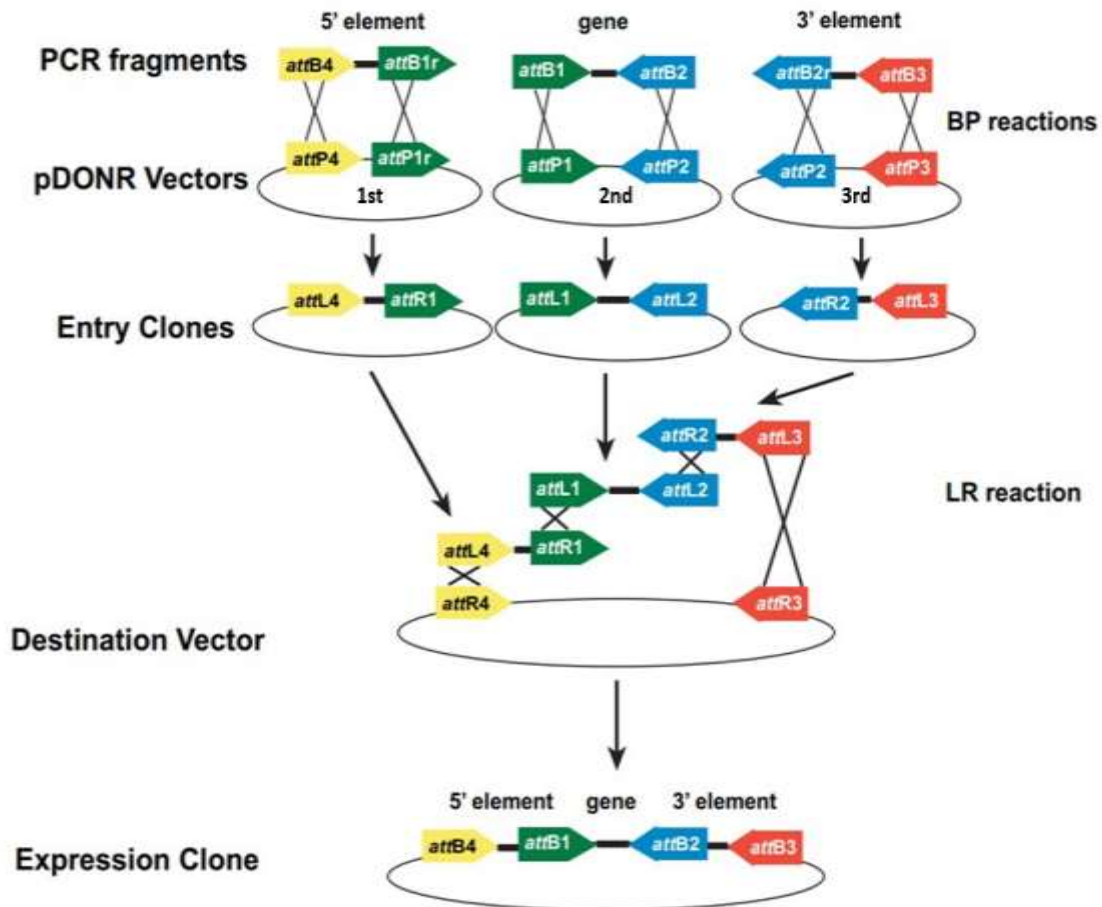 5' element gene 3' element
PCR fragments
attB4 attB1r attB1 attB2 attB2r attB3
BP reactions
attP4 attP1r attP1 attP2 attP2 attP3
pDONR Vectors
1st 2nd 3rd
attL4 attR1 attL1 attL2 attR2 attL3
Entry Clones
attR2 attL3
attL1 attL2
LR reaction
attL4 attR1
attR4 attR3
Destination Vector
5' element gene 3' element
attB4 attB1 attB2 attB3
Expression Clone